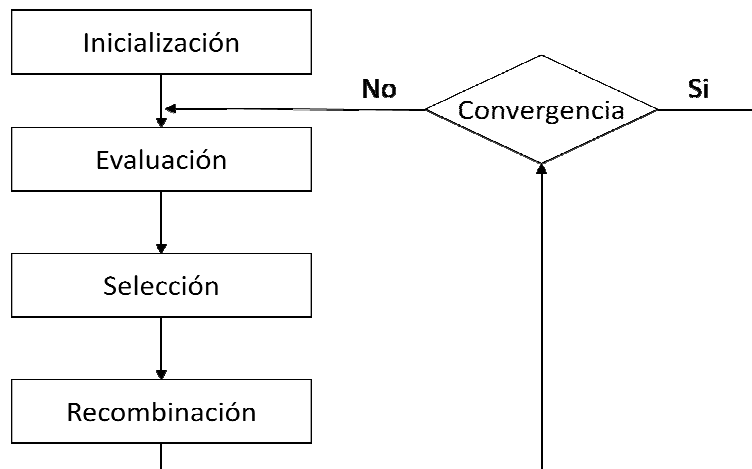 Inicialización
No
Convergencia
Si
Evaluación
Selección
Recombinación